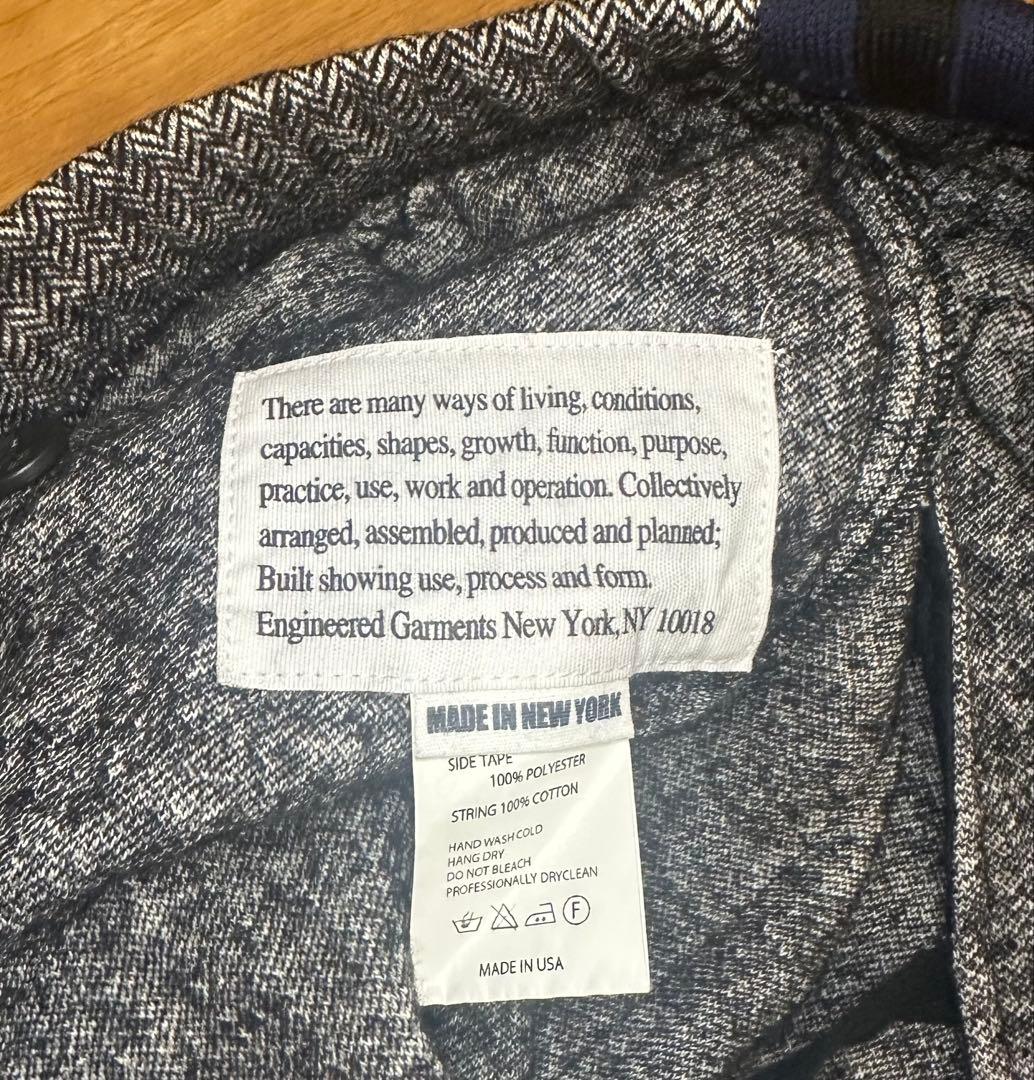 There are many ways of living, conditions,
capacities, shapes, growth, function, purpose,
practice, use, work and operation. Collectively
arranged, assembled, produced and planned;
Built showing use, process and form.
Engineered Garments New York, NY 10018
MADE IN NEW YORK
SIDE TAPE
100% POLYESTER
STRING 100% COTTON
HAND WASH COLD
HANG DRY
DO NOT BLEACH
PROFESSIONALLY DRYCLEAN
F
MADE IN USA